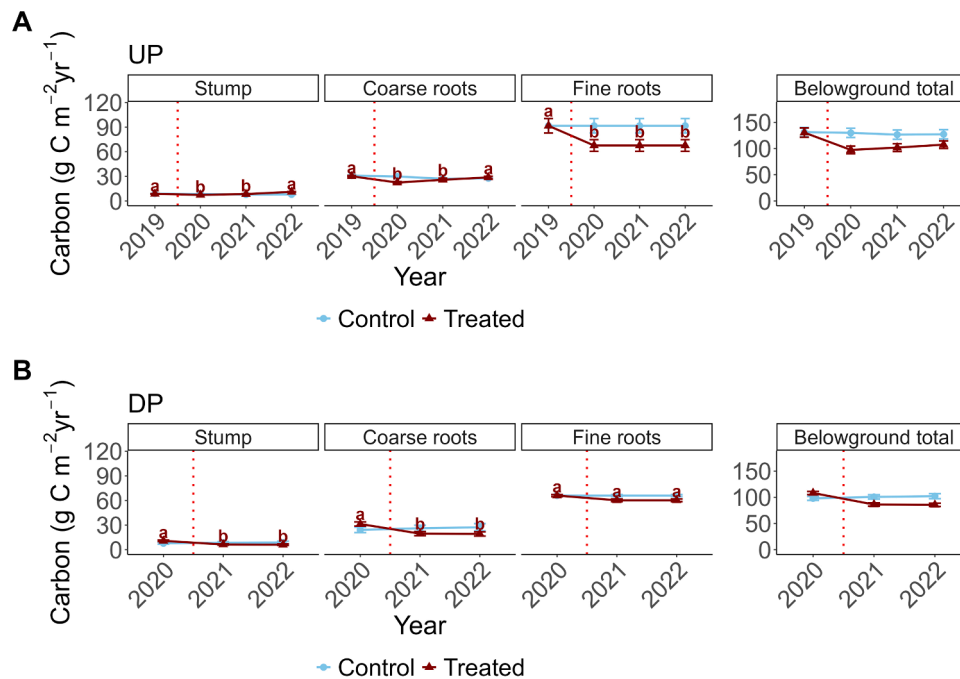 A
UP
Stump Coarse roots Fine roots Belowground total
Carbon (g C m⁻²yr⁻¹)
120
90
60
30
0
150
100
50
0
a b b a
a b b a
a b b b
2019 2020 2021 2022 2019 2020 2021 2022 2019 2020 2021 2022 2019 2020 2021 2022
Year
Control Treated
B
DP
Stump Coarse roots Fine roots Belowground total
Carbon (g C m⁻²yr⁻¹)
120
90
60
30
0
150
100
50
0
a b b
a b b
a a a
2020 2021 2022 2020 2021 2022 2020 2021 2022 2020 2021 2022
Year
Control Treated